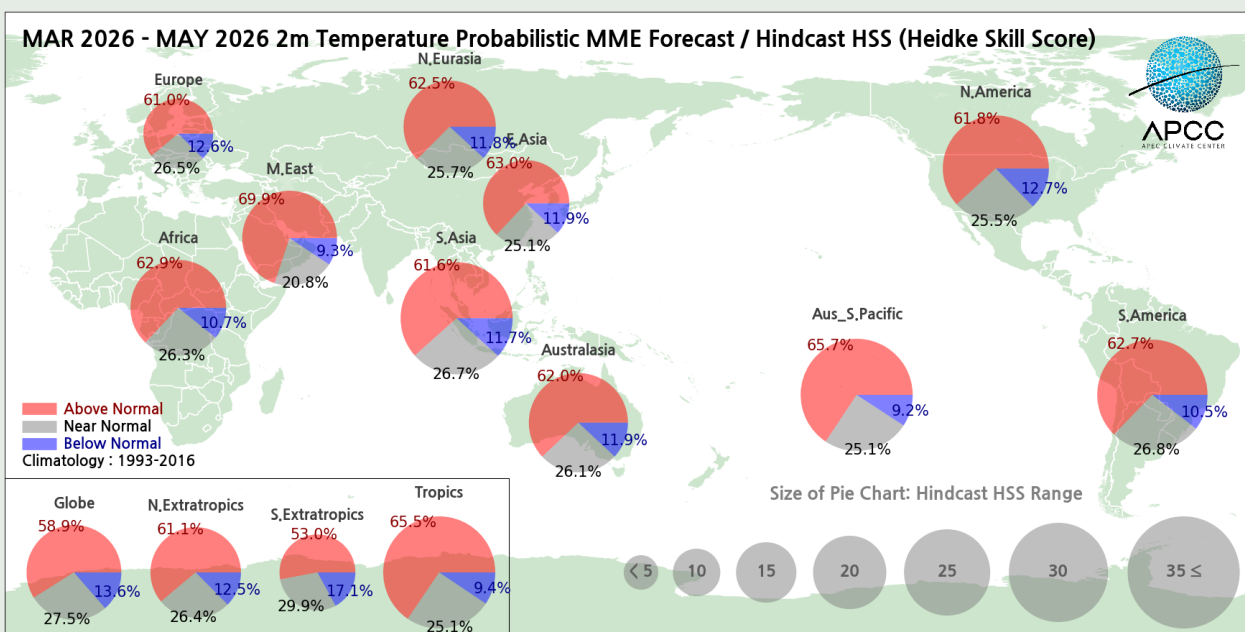 MAR 2026 - MAY 2026 2m Temperature Probabilistic MME Forecast / Hindcast HSS (Heidke Skill Score)
APCC
APEC CLIMATE CENTER
Europe
61.0%
12.6%
26.5%
N.Eurasia
62.5%
11.8%
25.7%
E.Asia
63.0%
11.9%
25.1%
N.America
61.8%
12.7%
25.5%
M.East
69.9%
9.3%
20.8%
Africa
62.9%
10.7%
26.3%
S.Asia
61.6%
11.7%
26.7%
Australasia
62.0%
11.9%
26.1%
Aus_S.Pacific
65.7%
9.2%
25.1%
S.America
62.7%
10.5%
26.8%
Above Normal
Near Normal
Below Normal
Climatology : 1993-2016
Globe
58.9%
13.6%
27.5%
N.Extratropics
61.1%
12.5%
26.4%
S.Extratropics
53.0%
17.1%
29.9%
Tropics
65.5%
9.4%
25.1%
Size of Pie Chart: Hindcast HSS Range
< 5
10
15
20
25
30
35 ≤